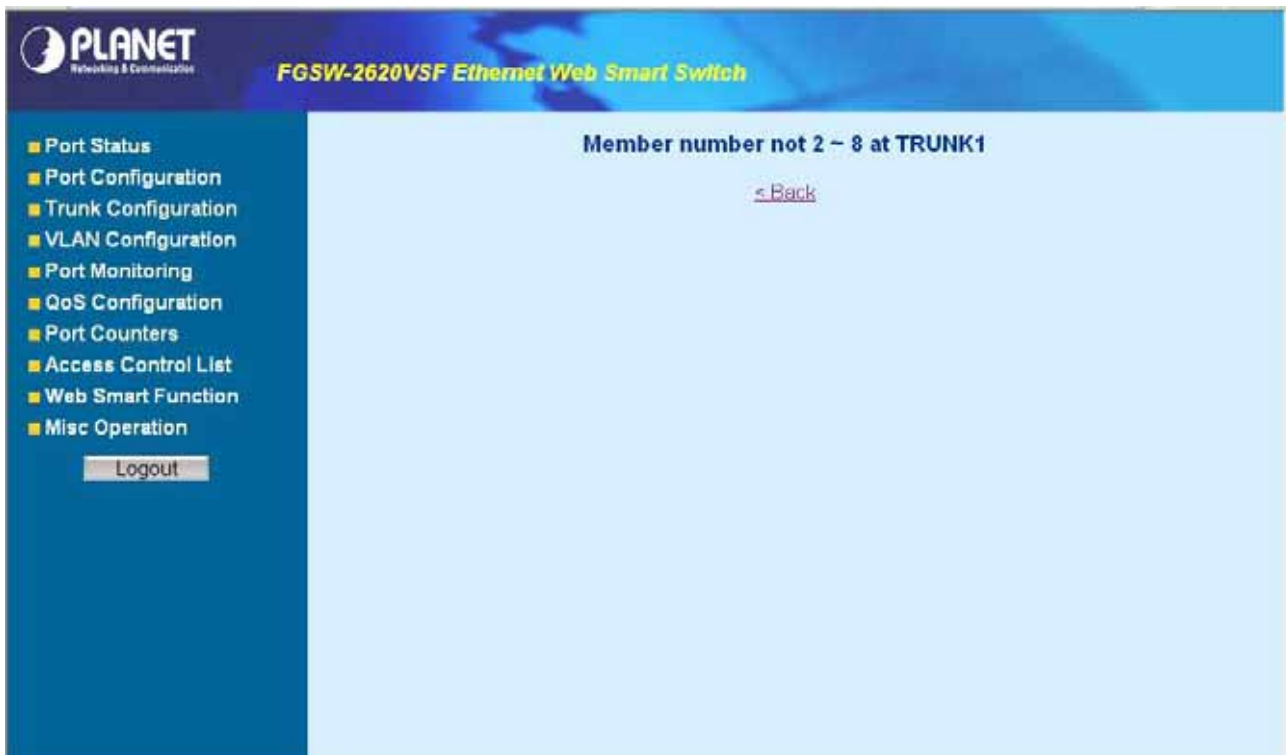 PLANET
Networking & Communication
FGSW-2620VSF Ethernet Web Smart Switch
Port Status
Port Configuration
Trunk Configuration
VLAN Configuration
Port Monitoring
QoS Configuration
Port Counters
Access Control List
Web Smart Function
Misc Operation
Logout
Member number not 2 ~ 8 at TRUNK1
< Back